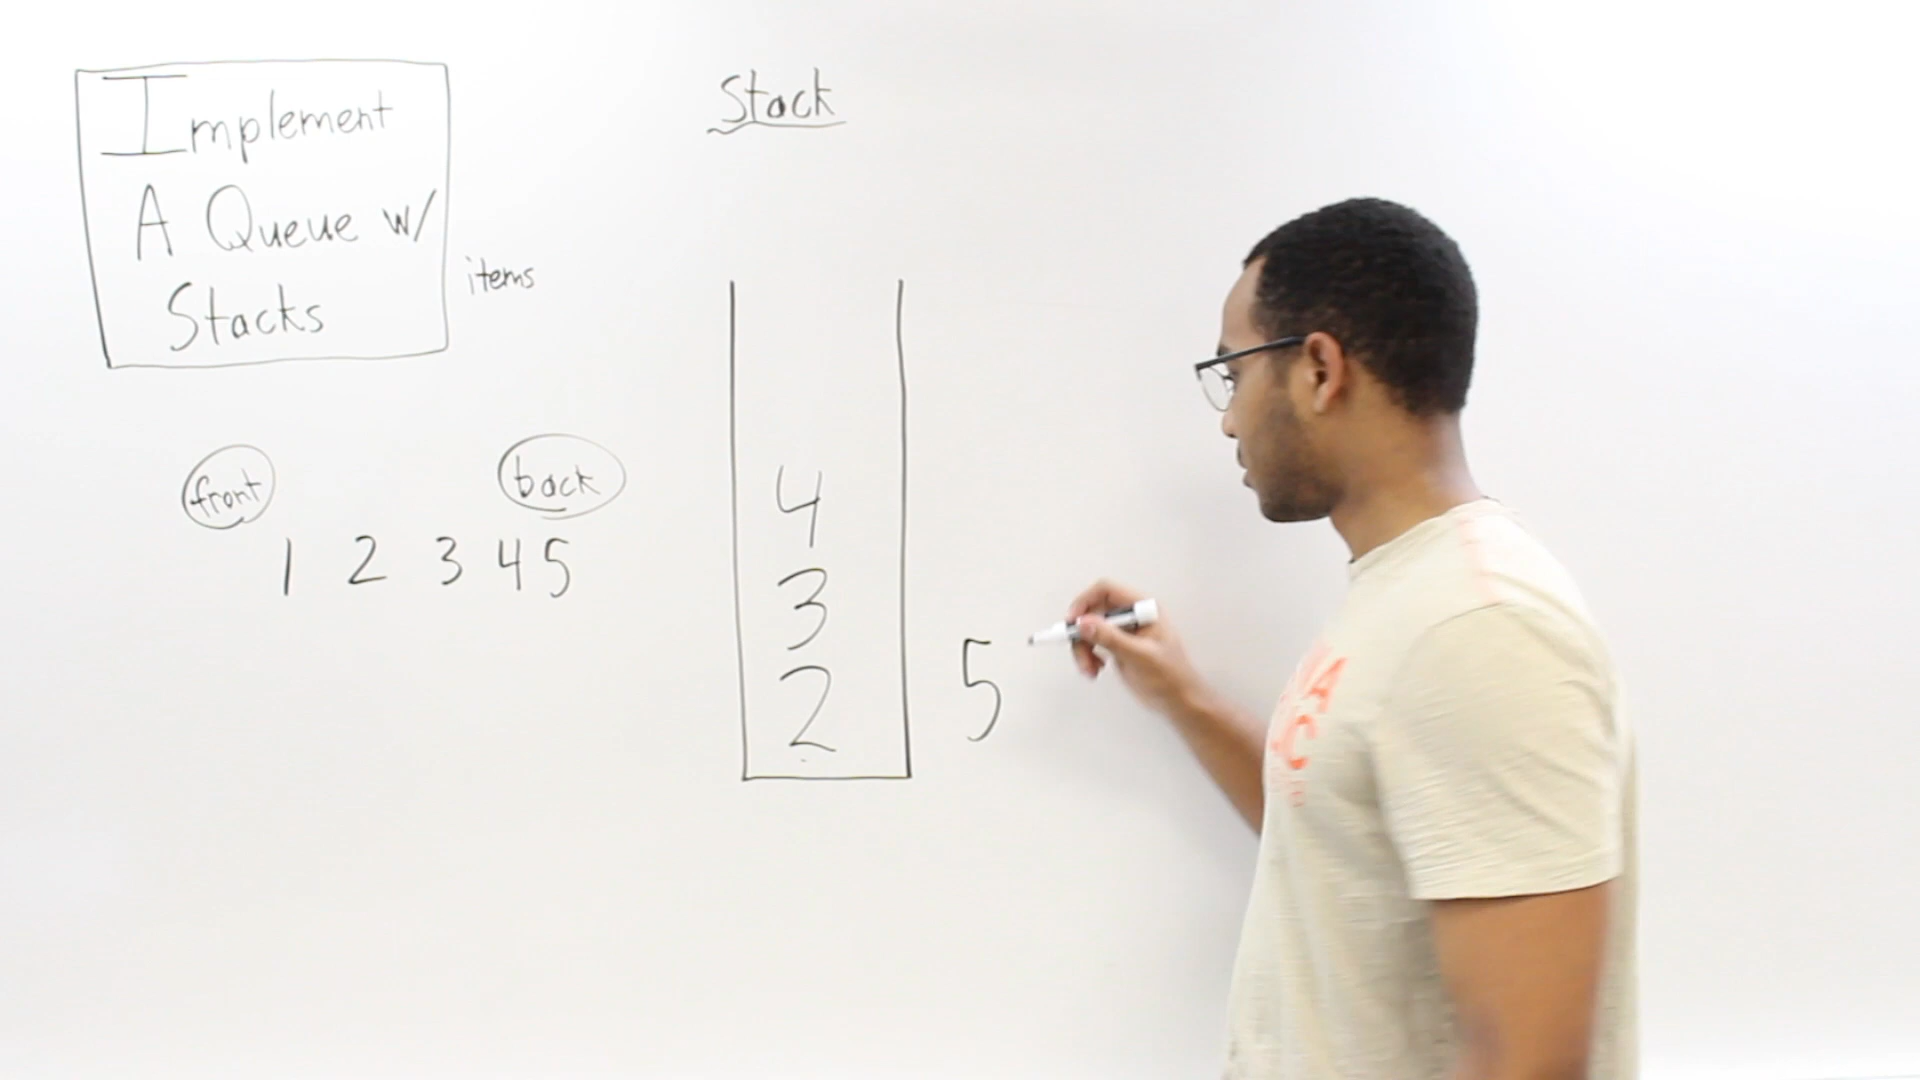 Implement
A Queue w/
Stacks
items
front
back
1 2 3 4 5
Stack
4
3
2
5